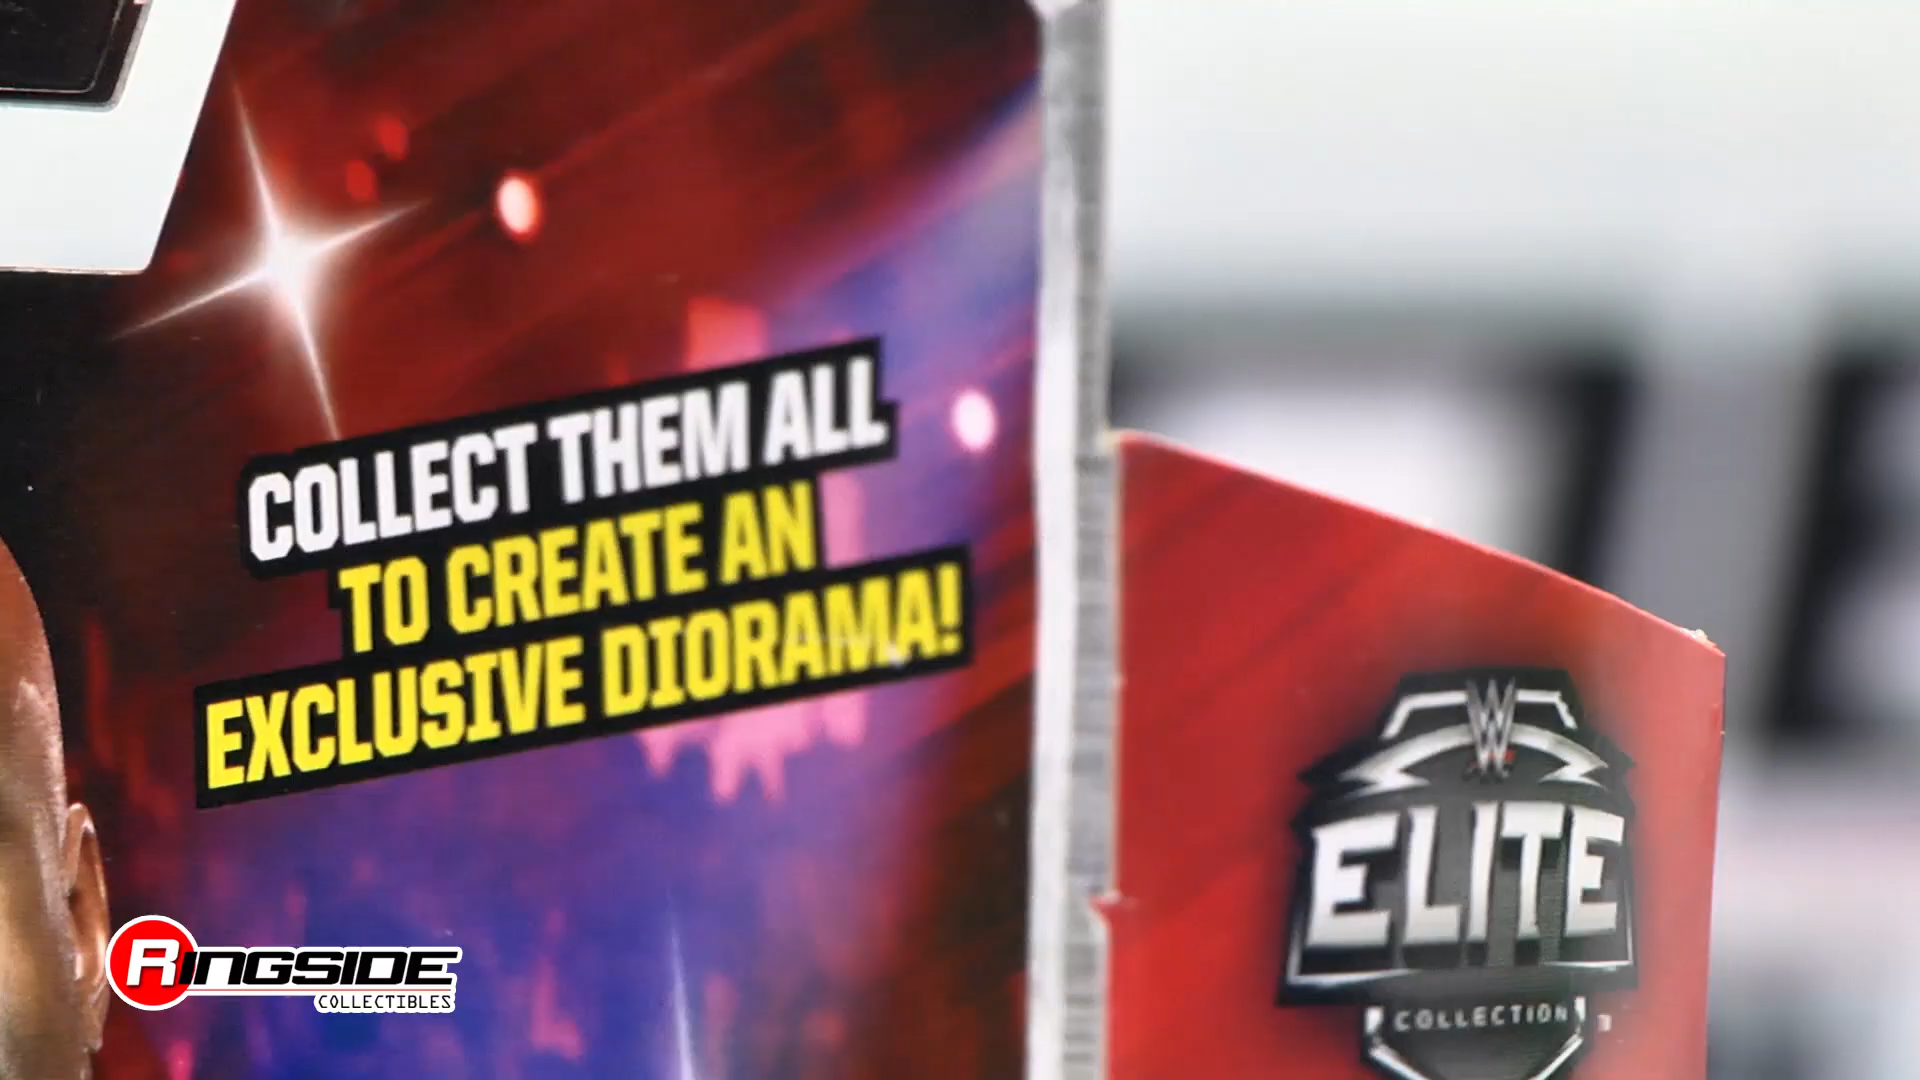 COLLECT THEM ALL
TO CREATE AN
EXCLUSIVE DIORAMA!
W
ELITE
COLLECTION
RINGSIDE
COLLECTIBLES